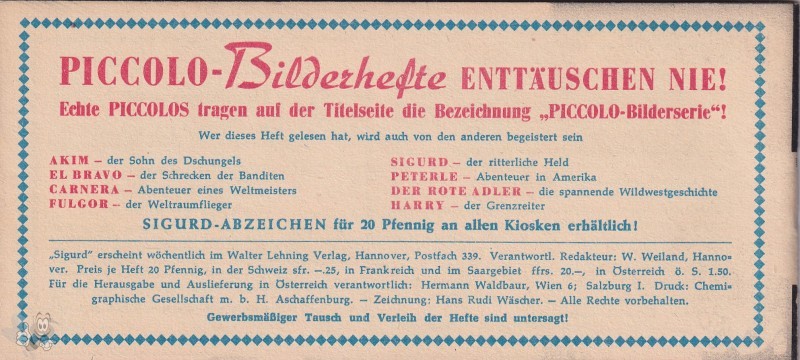 PICCOLO-Bilderhefte ENTTÄUSCHEN NIE!
Echte PICCOLOS tragen auf der Titelseite die Bezeichnung „PICCOLO-Bilderserie"!
Wer dieses Heft gelesen hat, wird auch von den anderen begeistert sein
AKIM – der Sohn des Dschungels
EL BRAVO – der Schrecken der Banditen
CARNERA – Abenteuer eines Weltmeisters
FULGOR – der Weltraumflieger
SIGURD – der ritterliche Held
PETERLE – Abenteuer in Amerika
DER ROTE ADLER – die spannende Wildwestgeschichte
HARRY – der Grenzreiter
SIGURD-ABZEICHEN für 20 Pfennig an allen Kiosken erhältlich!
„Sigurd" erscheint wöchentlich im Walter Lehning Verlag, Hannover, Postfach 339. Verantwortl. Redakteur: W. Weiland, Hanno-
ver. Preis je Heft 20 Pfennig, in der Schweiz sfr. –.25, in Frankreich und im Saargebiet ffrs. 20.–, in Österreich ö. S. 1.50.
Für die Herausgabe und Auslieferung in Österreich verantwortlich: Hermann Waldbaur, Wien 6; Salzburg I. Druck: Chemi-
graphische Gesellschaft m. b. H. Aschaffenburg. – Zeichnung: Hans Rudi Wäscher. – Alle Rechte vorbehalten.
Gewerbsmäßiger Tausch und Verleih der Hefte sind untersagt!